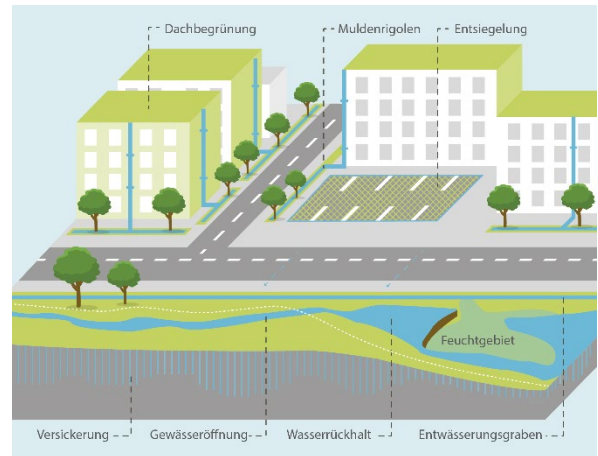 Dachbegrünung
Muldenrigolen
Entsiegelung
Feuchtgebiet
Versickerung
Gewässeröffnung
Wasserrückhalt
Entwässerungsgraben